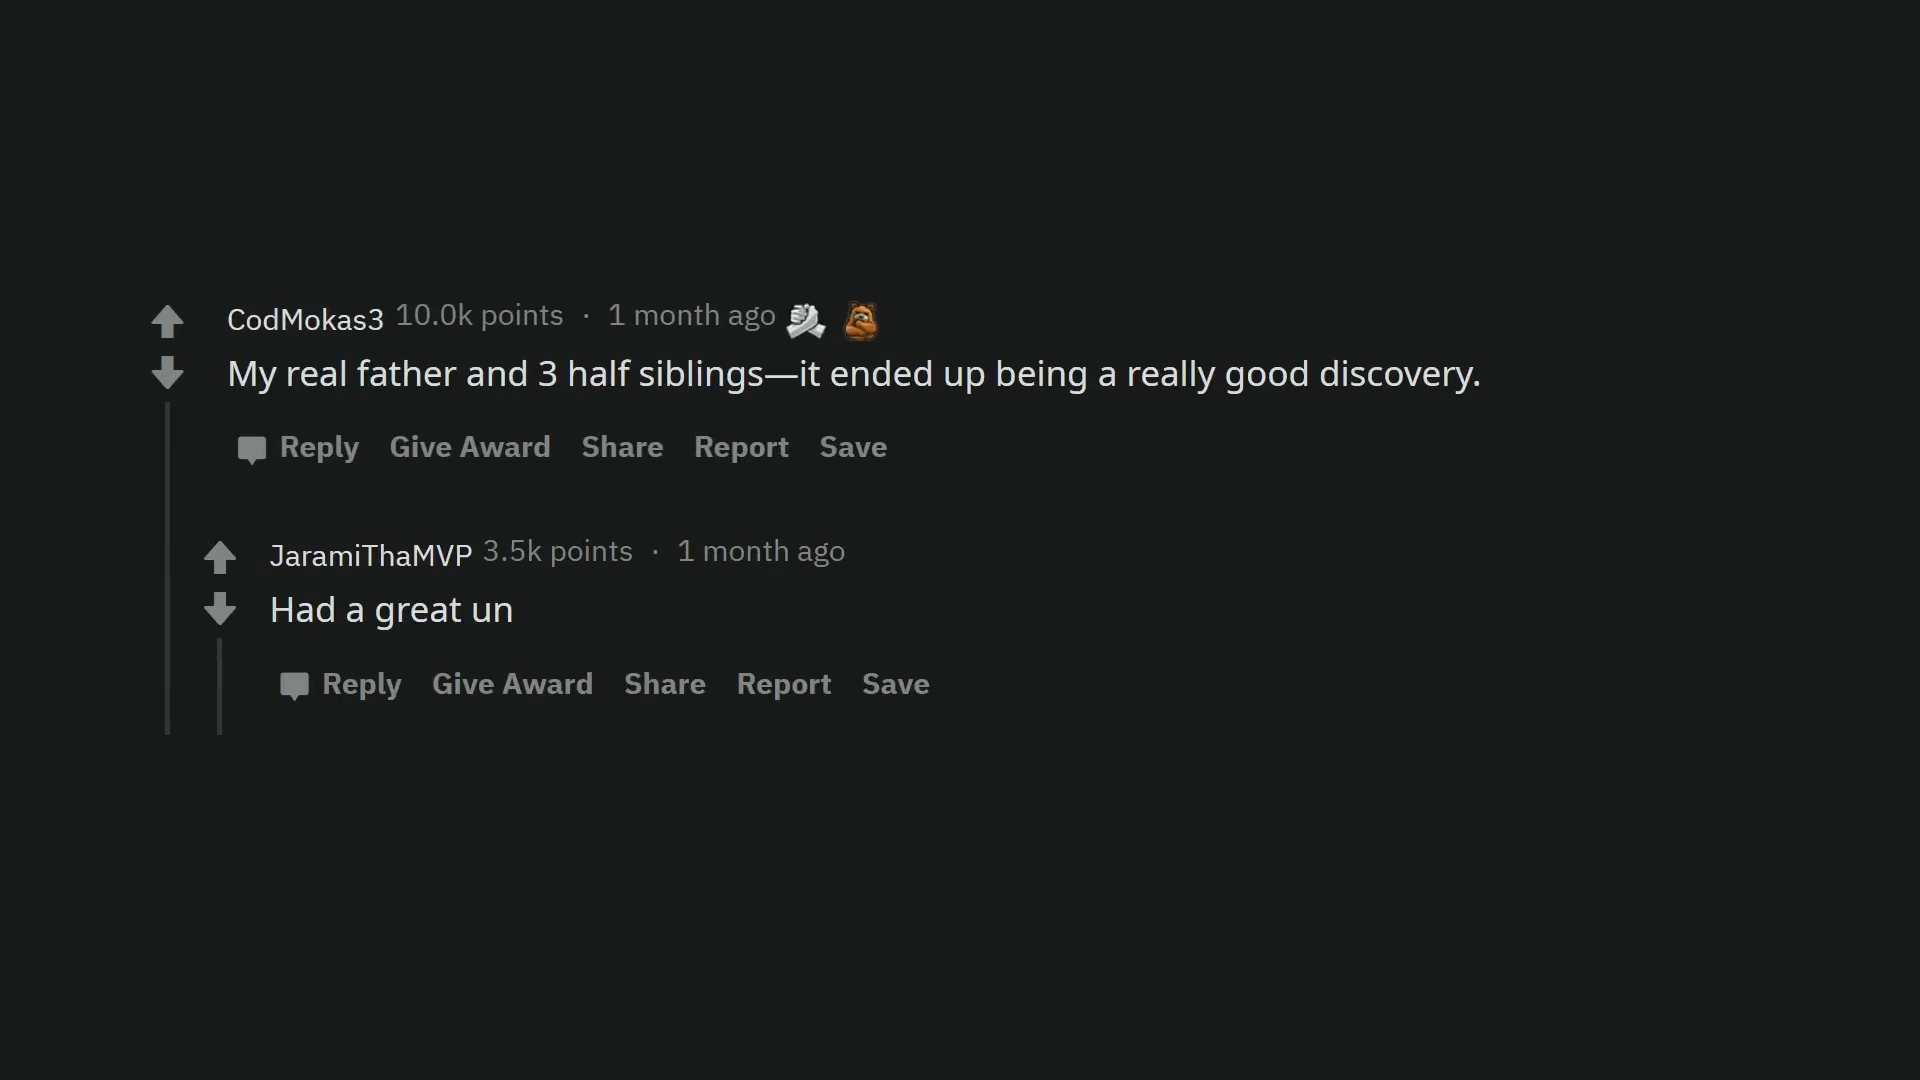 CodMokas3 10.0k points · 1 month ago
My real father and 3 half siblings—it ended up being a really good discovery.
Reply Give Award Share Report Save
JaramiThaMVP 3.5k points · 1 month ago
Had a great un
Reply Give Award Share Report Save